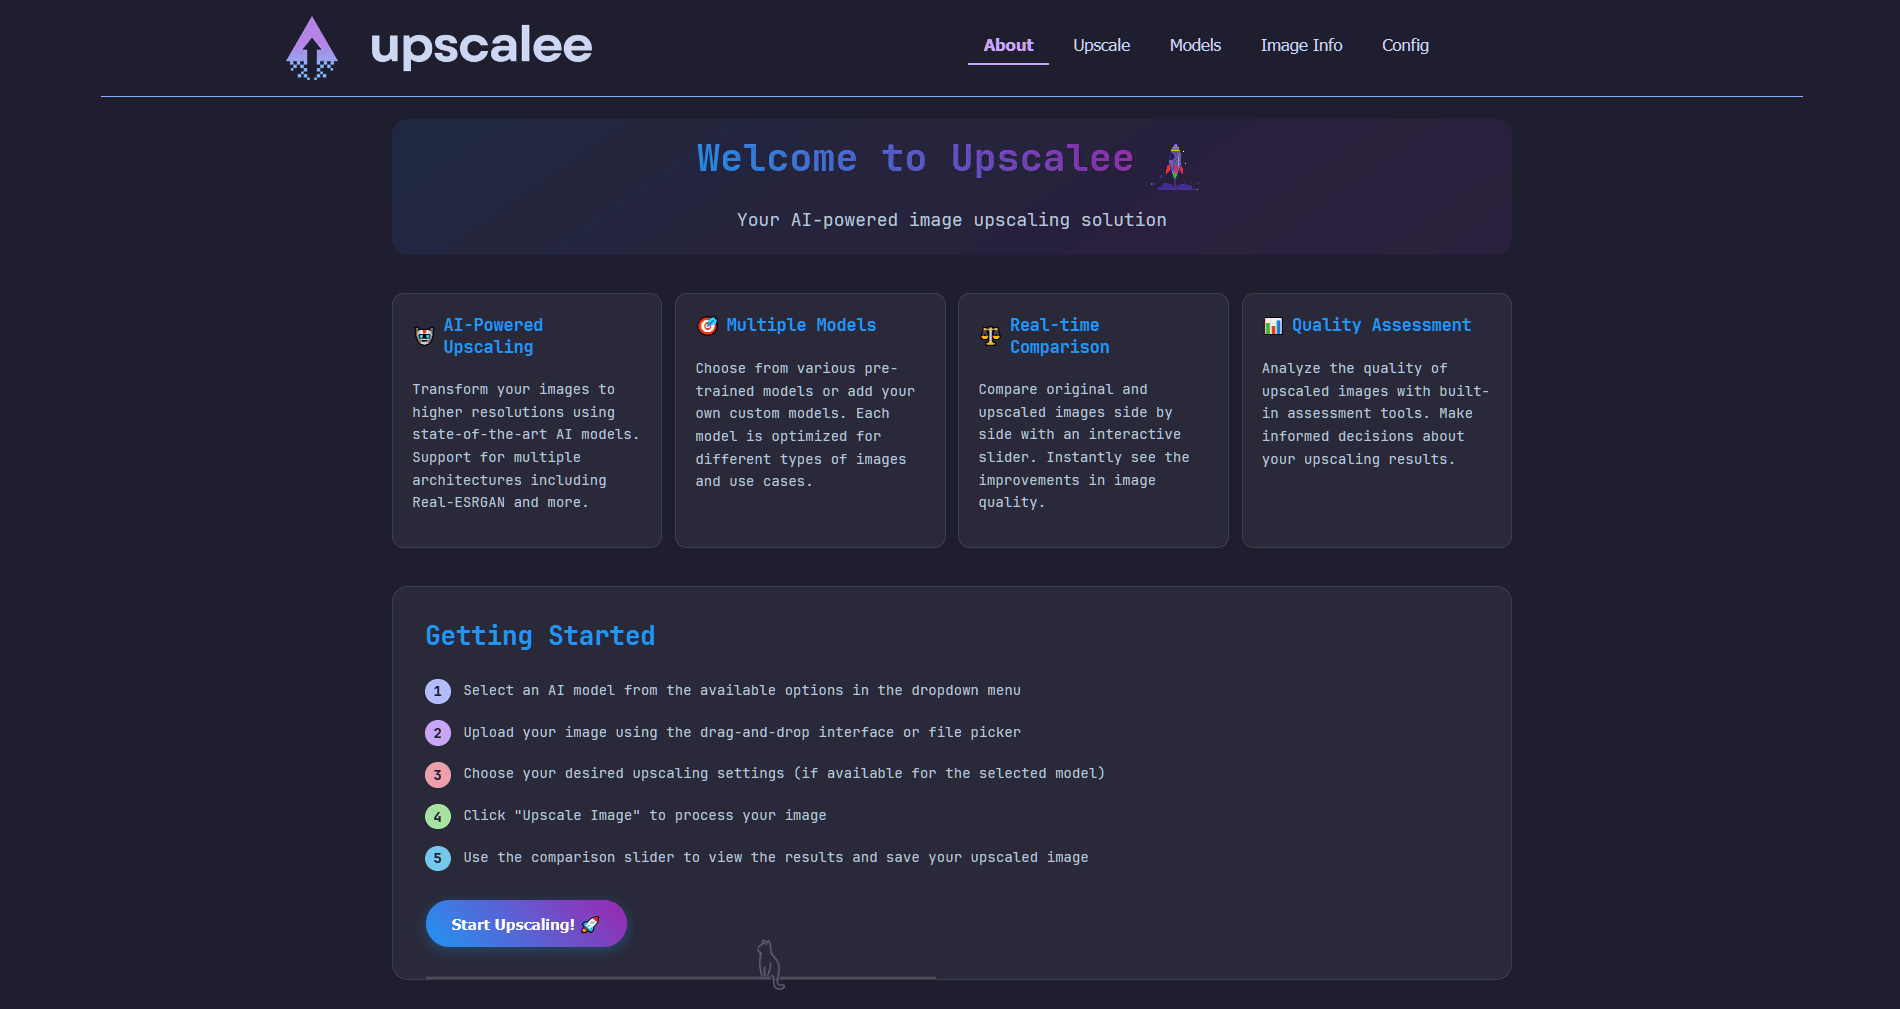 upscalee
About Upscale Models Image Info Config
Welcome to Upscalee
Your AI-powered image upscaling solution
AI-Powered
Upscaling
Transform your images to
higher resolutions using
state-of-the-art AI models.
Support for multiple
architectures including
Real-ESRGAN and more.
Multiple Models
Choose from various pre-
trained models or add your
own custom models. Each
model is optimized for
different types of images
and use cases.
Real-time
Comparison
Compare original and
upscaled images side by
side with an interactive
slider. Instantly see the
improvements in image
quality.
Quality Assessment
Analyze the quality of
upscaled images with built-
in assessment tools. Make
informed decisions about
your upscaling results.
Getting Started
1 Select an AI model from the available options in the dropdown menu
2 Upload your image using the drag-and-drop interface or file picker
3 Choose your desired upscaling settings (if available for the selected model)
4 Click "Upscale Image" to process your image
5 Use the comparison slider to view the results and save your upscaled image
Start Upscaling! 🚀